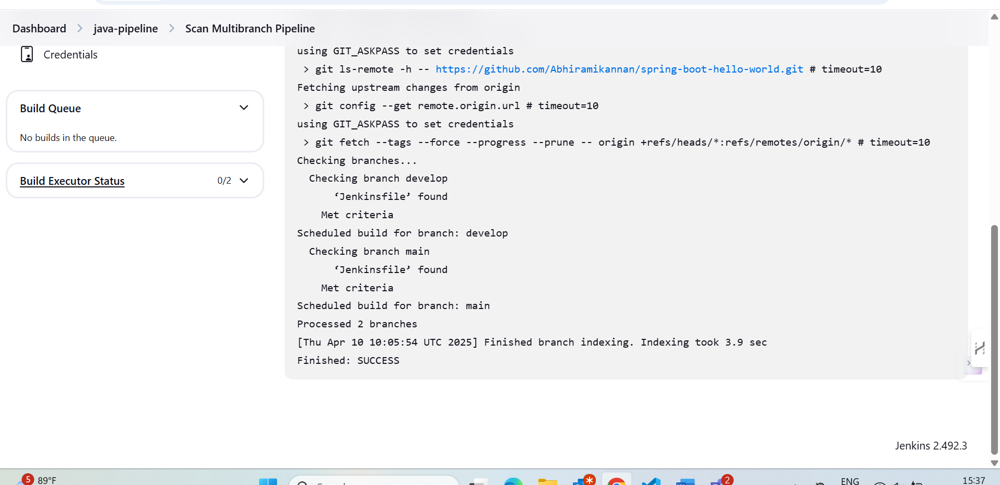 Dashboard
java-pipeline
Scan Multibranch Pipeline
Credentials
Build Queue
No builds in the queue.
Build Executor Status
0/2
using GIT_ASKPASS to set credentials
> git ls-remote -h -- https://github.com/Abhiramikannan/spring-boot-hello-world.git # timeout=10
Fetching upstream changes from origin
> git config --get remote.origin.url # timeout=10
using GIT_ASKPASS to set credentials
> git fetch --tags --force --progress --prune -- origin +refs/heads/*:refs/remotes/origin/* # timeout=10
Checking branches...
Checking branch develop
‘Jenkinsfile’ found
Met criteria
Scheduled build for branch: develop
Checking branch main
‘Jenkinsfile’ found
Met criteria
Scheduled build for branch: main
Processed 2 branches
[Thu Apr 10 10:05:54 UTC 2025] Finished branch indexing. Indexing took 3.9 sec
Finished: SUCCESS
Jenkins 2.492.3
5
89°F
2
ENG
15:37